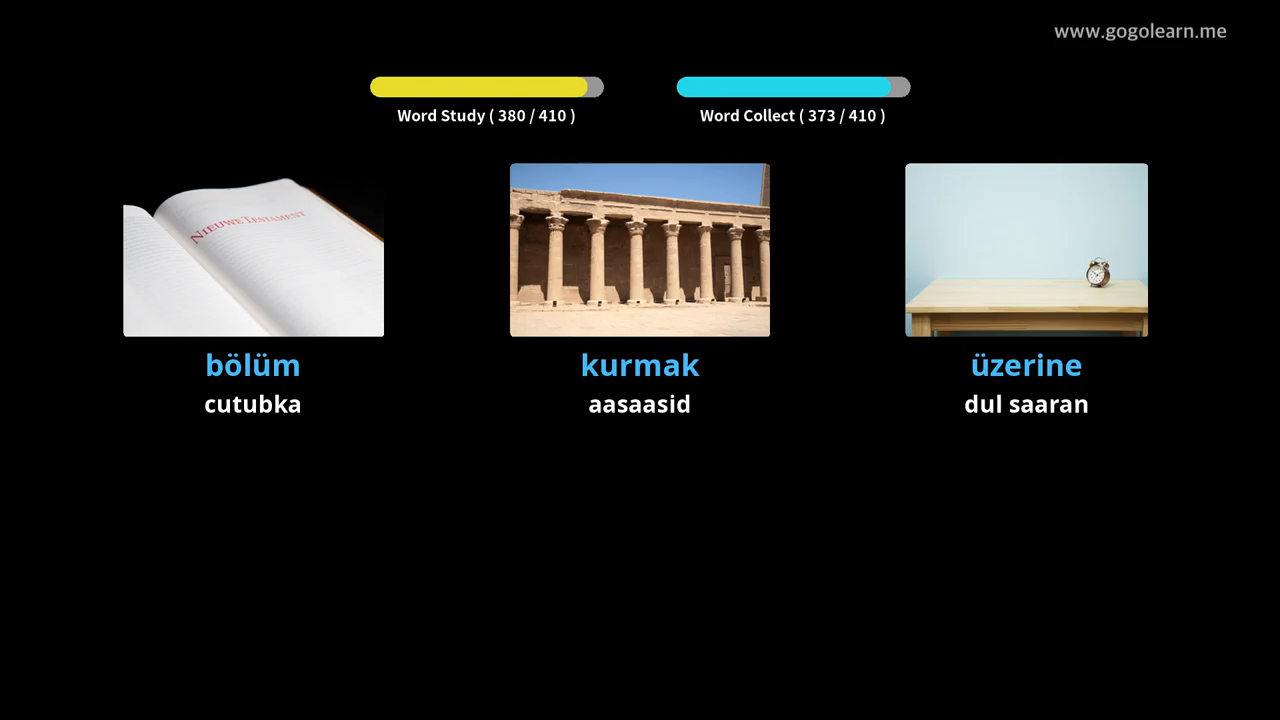 www.gogolearn.me
Word Study ( 380 / 410 )
Word Collect ( 373 / 410 )
NIEUWE TESTAMENT
bölüm
cutubka
kurmak
aasaasid
üzerine
dul saaran